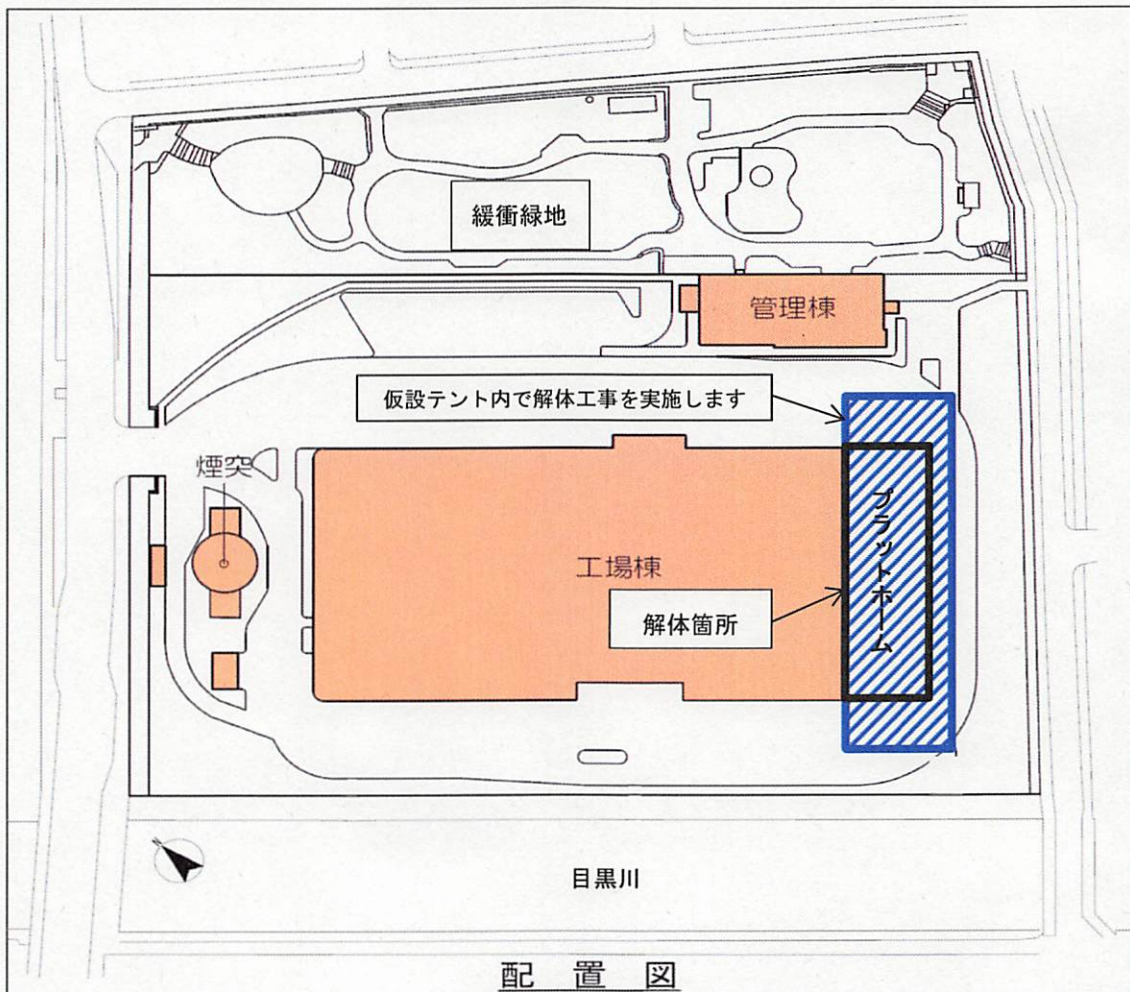 緩衝緑地
管理棟
仮設テント内で解体工事を実施します
煙突
工場棟
プラットホーム
解体箇所
目黒川
配置図